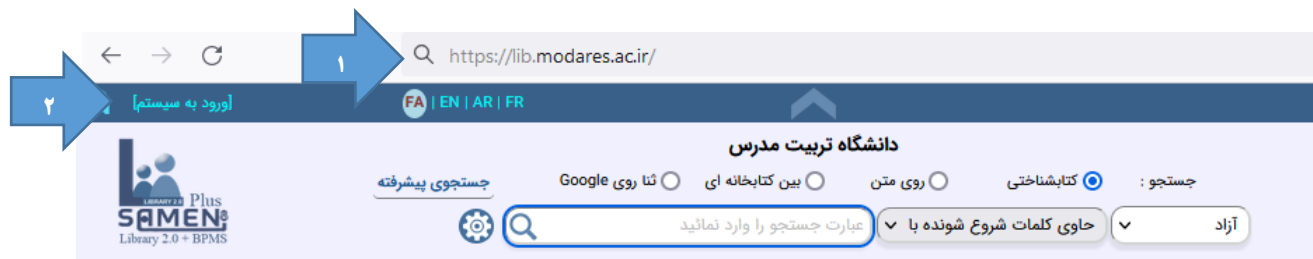 https://lib.modares.ac.ir/
۱
۲
[ورود به سیستم]
FA | EN | AR | FR
دانشگاه تربیت مدرس
جستجو : کتابشناختی روی متن بین کتابخانه ای ثنا روی Google جستجوی پیشرفته
آزاد حاوی کلمات شروع شونده با عبارت جستجو را وارد نمائید
LIBRARY 2.0 Plus
SAMEN
Library 2.0 + BPMS